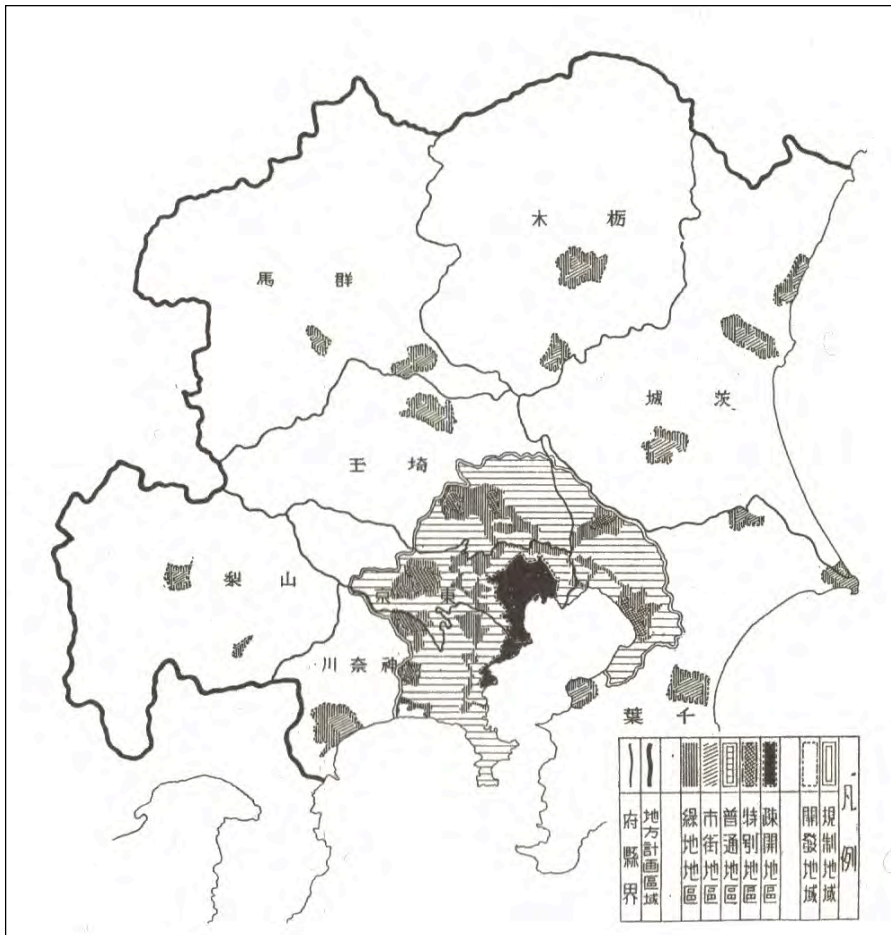 栃木
群馬
茨城
埼玉
山梨
東京
神奈川
千葉
凡例
規制地域
開發地域
疎開地區
特別地區
普通地區
市街地區
綠地地區
地方計画區域
府縣界